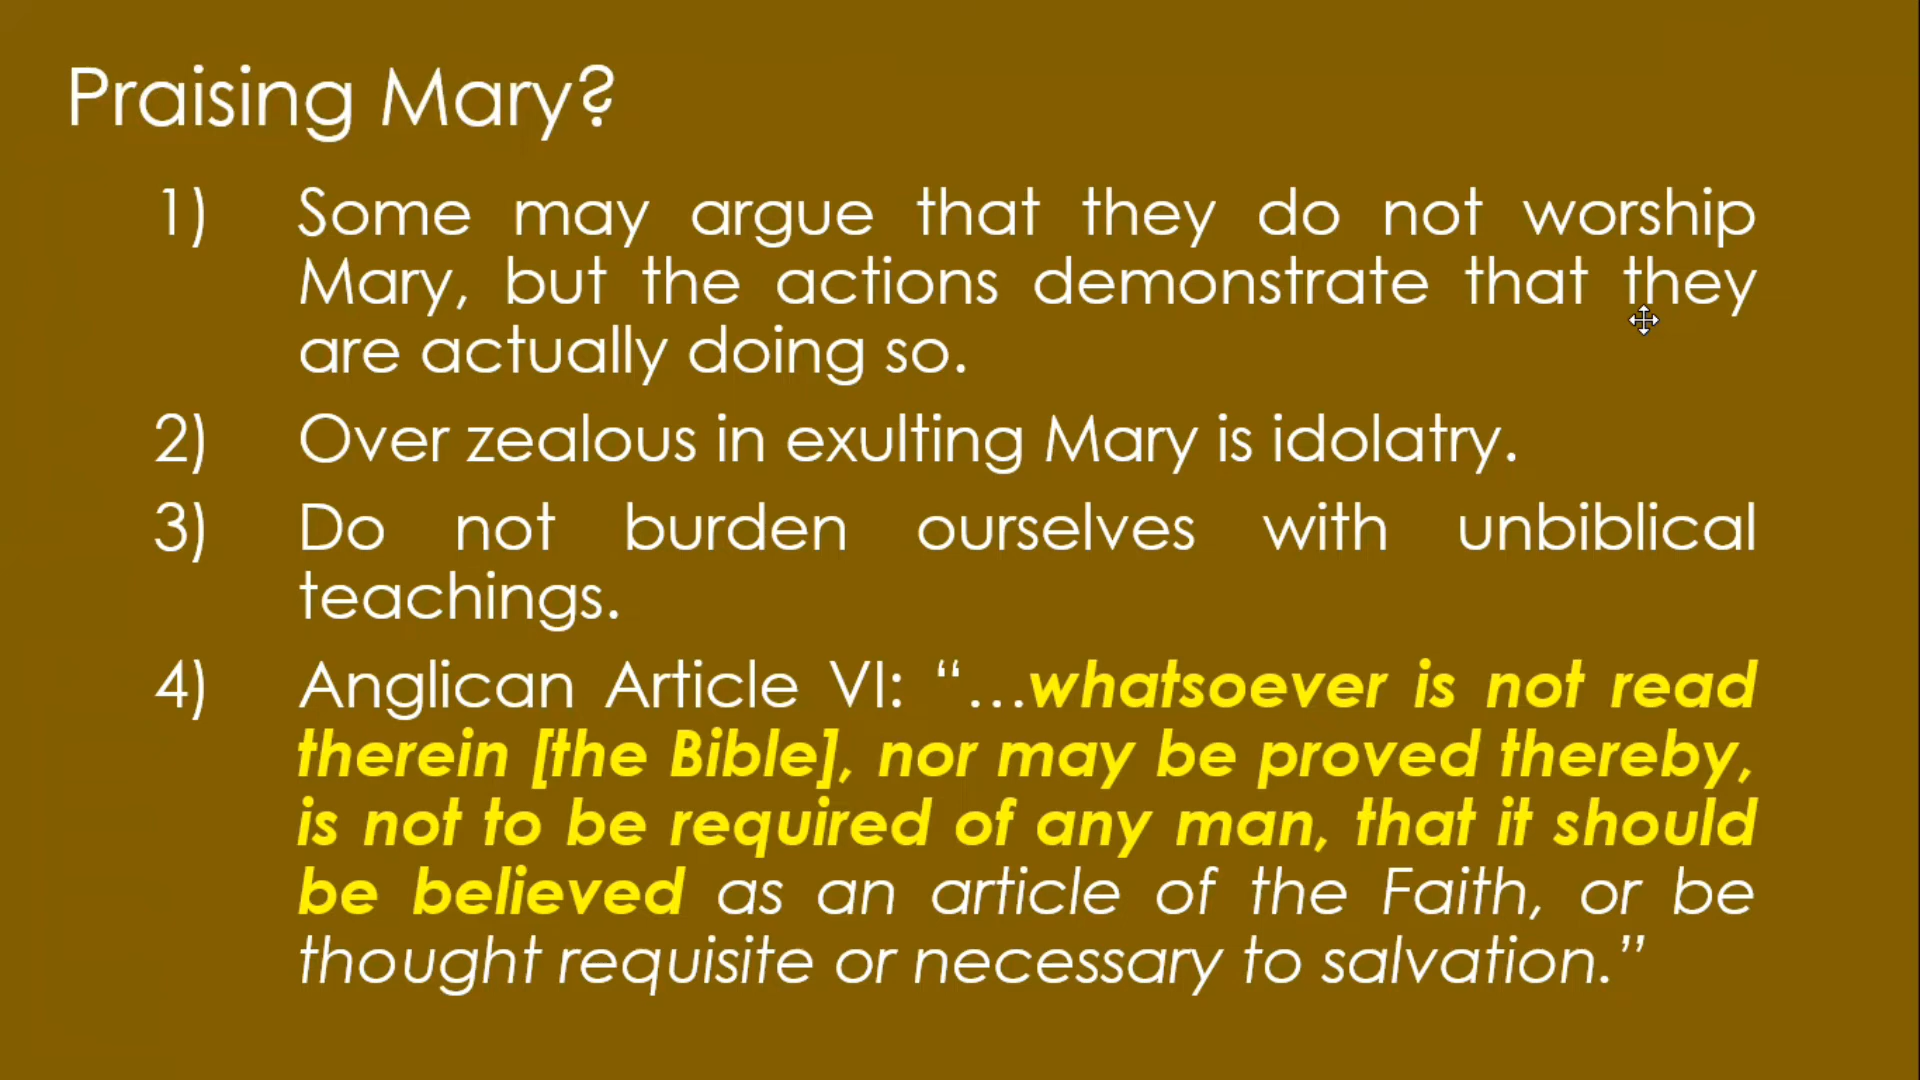 Praising Mary?
1) Some may argue that they do not worship
Mary, but the actions demonstrate that they
are actually doing so.
2) Over zealous in exulting Mary is idolatry.
3) Do not burden ourselves with unbiblical
teachings.
4) Anglican Article VI: “…whatsoever is not read
therein [the Bible], nor may be proved thereby,
is not to be required of any man, that it should
be believed as an article of the Faith, or be
thought requisite or necessary to salvation.”